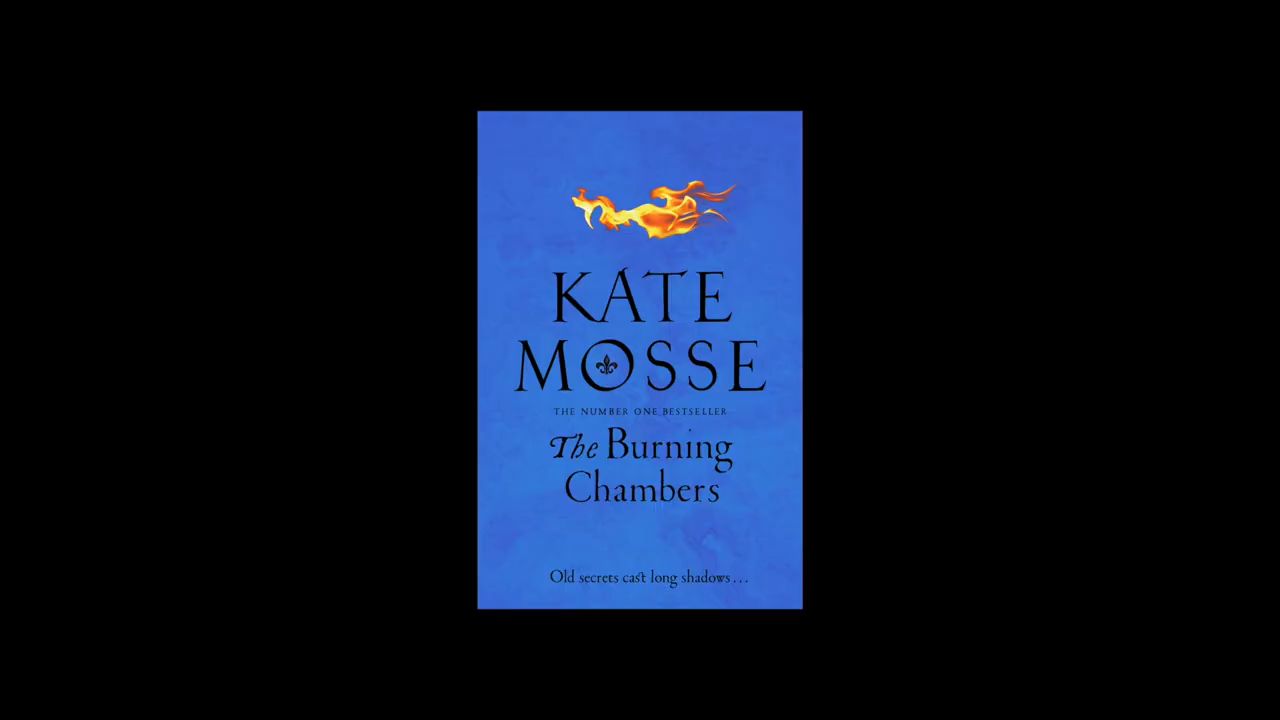 KATE
MOSSE
THE NUMBER ONE BESTSELLER
The Burning
Chambers
Old secrets cast long shadows...